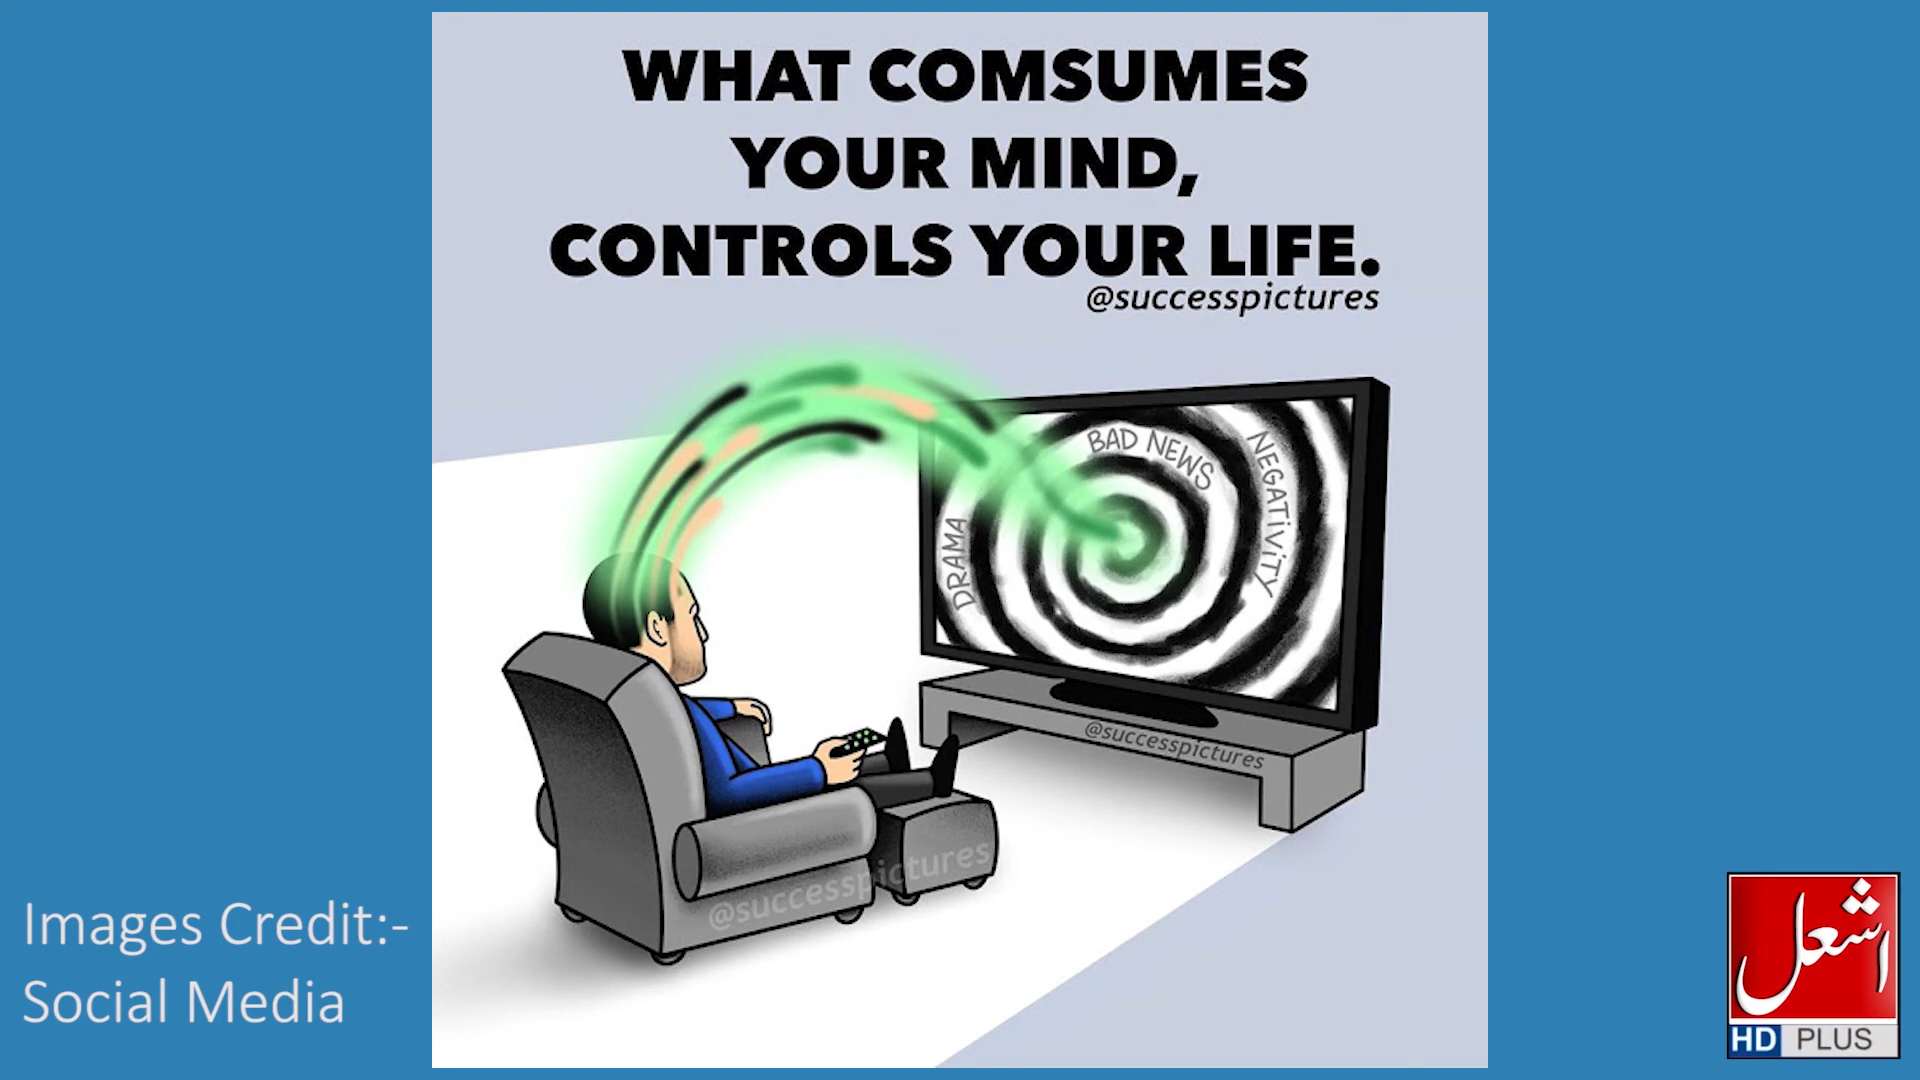 WHAT COMSUMES
YOUR MIND,
CONTROLS YOUR LIFE.
@successpictures
BAD NEWS
NEGATiViTY
DRAMA
@successpictures
@successpictures
Images Credit:-
Social Media
اشعل
HD PLUS